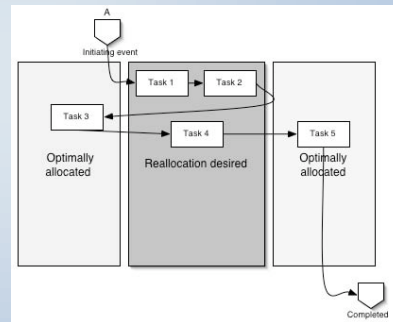 A
Initiating event
Task 1
Task 2
Task 3
Task 4
Task 5
Optimally
allocated
Reallocation desired
Optimally
allocated
Completed